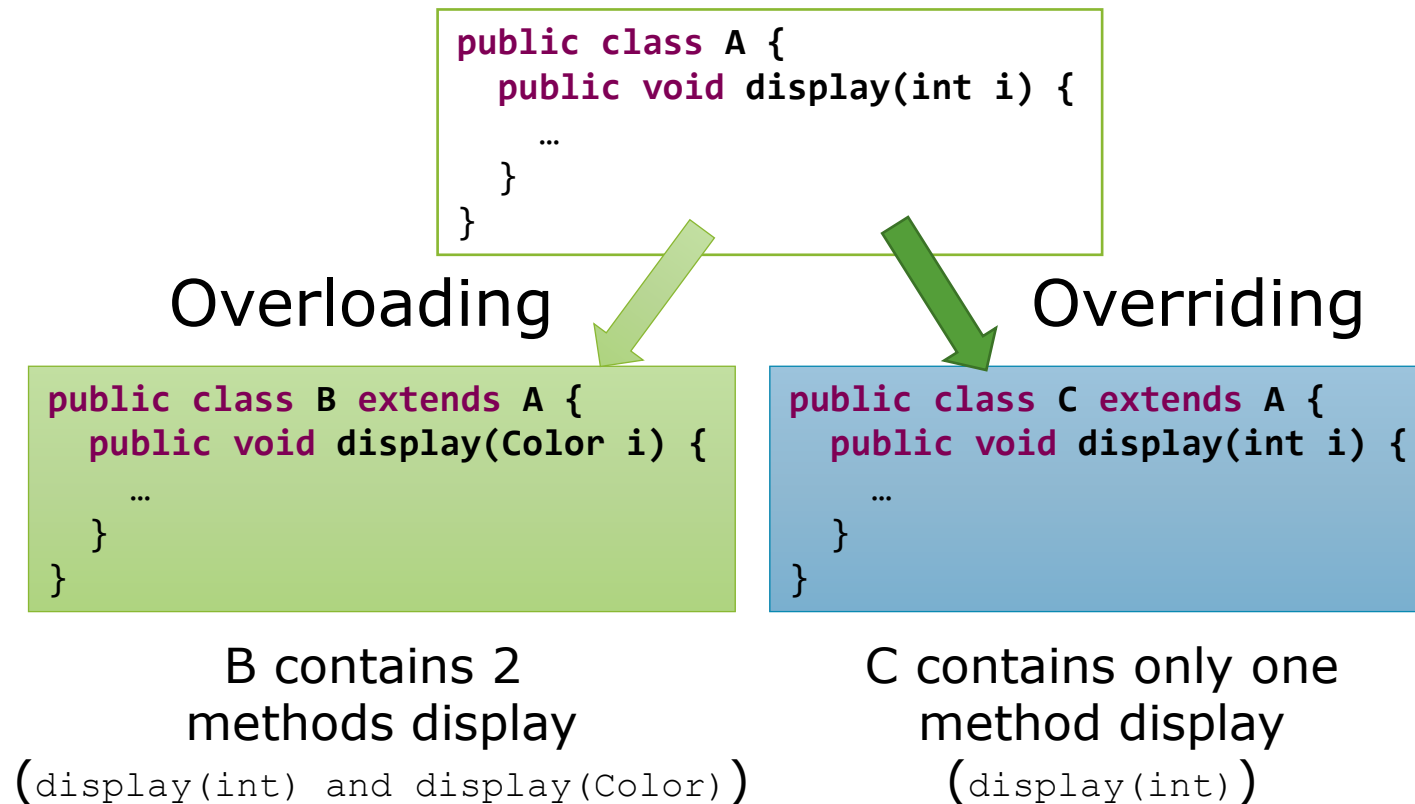 public class A {
public void display(int i) {
…
}
}
Overloading
Overriding
public class B extends A {
public void display(Color i) {
…
}
}
public class C extends A {
public void display(int i) {
…
}
}
B contains 2
methods display
(display(int) and display(Color))
C contains only one
method display
(display(int))